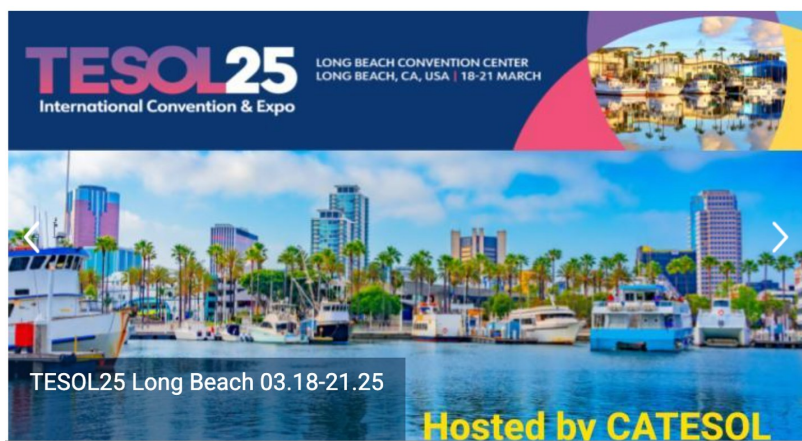 TESOL25
International Convention & Expo
LONG BEACH CONVENTION CENTER
LONG BEACH, CA, USA | 18-21 MARCH
TESOL25 Long Beach 03.18-21.25
Hosted by CATESOL